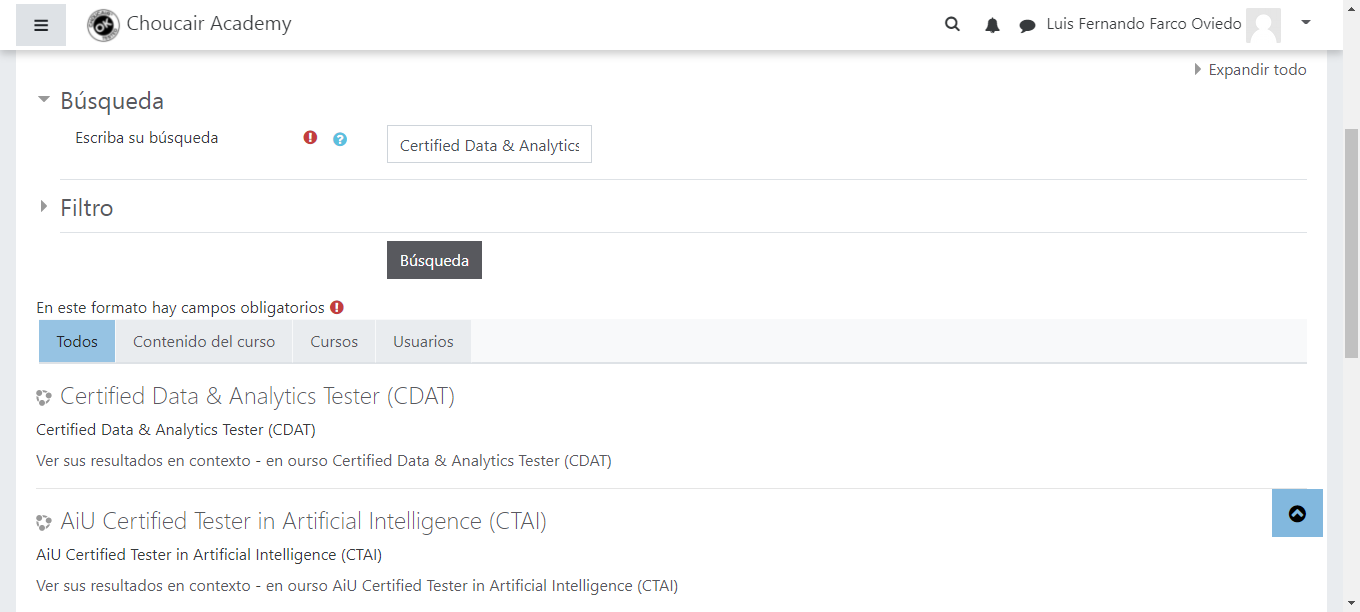 Choucair Academy
Luis Fernando Farco Oviedo
Expandir todo
Búsqueda
Escriba su búsqueda
Certified Data & Analytics
Filtro
Búsqueda
En este formato hay campos obligatorios
Todos
Contenido del curso
Cursos
Usuarios
Certified Data & Analytics Tester (CDAT)
Certified Data & Analytics Tester (CDAT)
Ver sus resultados en contexto - en ourso Certified Data & Analytics Tester (CDAT)
AiU Certified Tester in Artificial Intelligence (CTAI)
AiU Certified Tester in Artificial Intelligence (CTAI)
Ver sus resultados en contexto - en ourso AiU Certified Tester in Artificial Intelligence (CTAI)